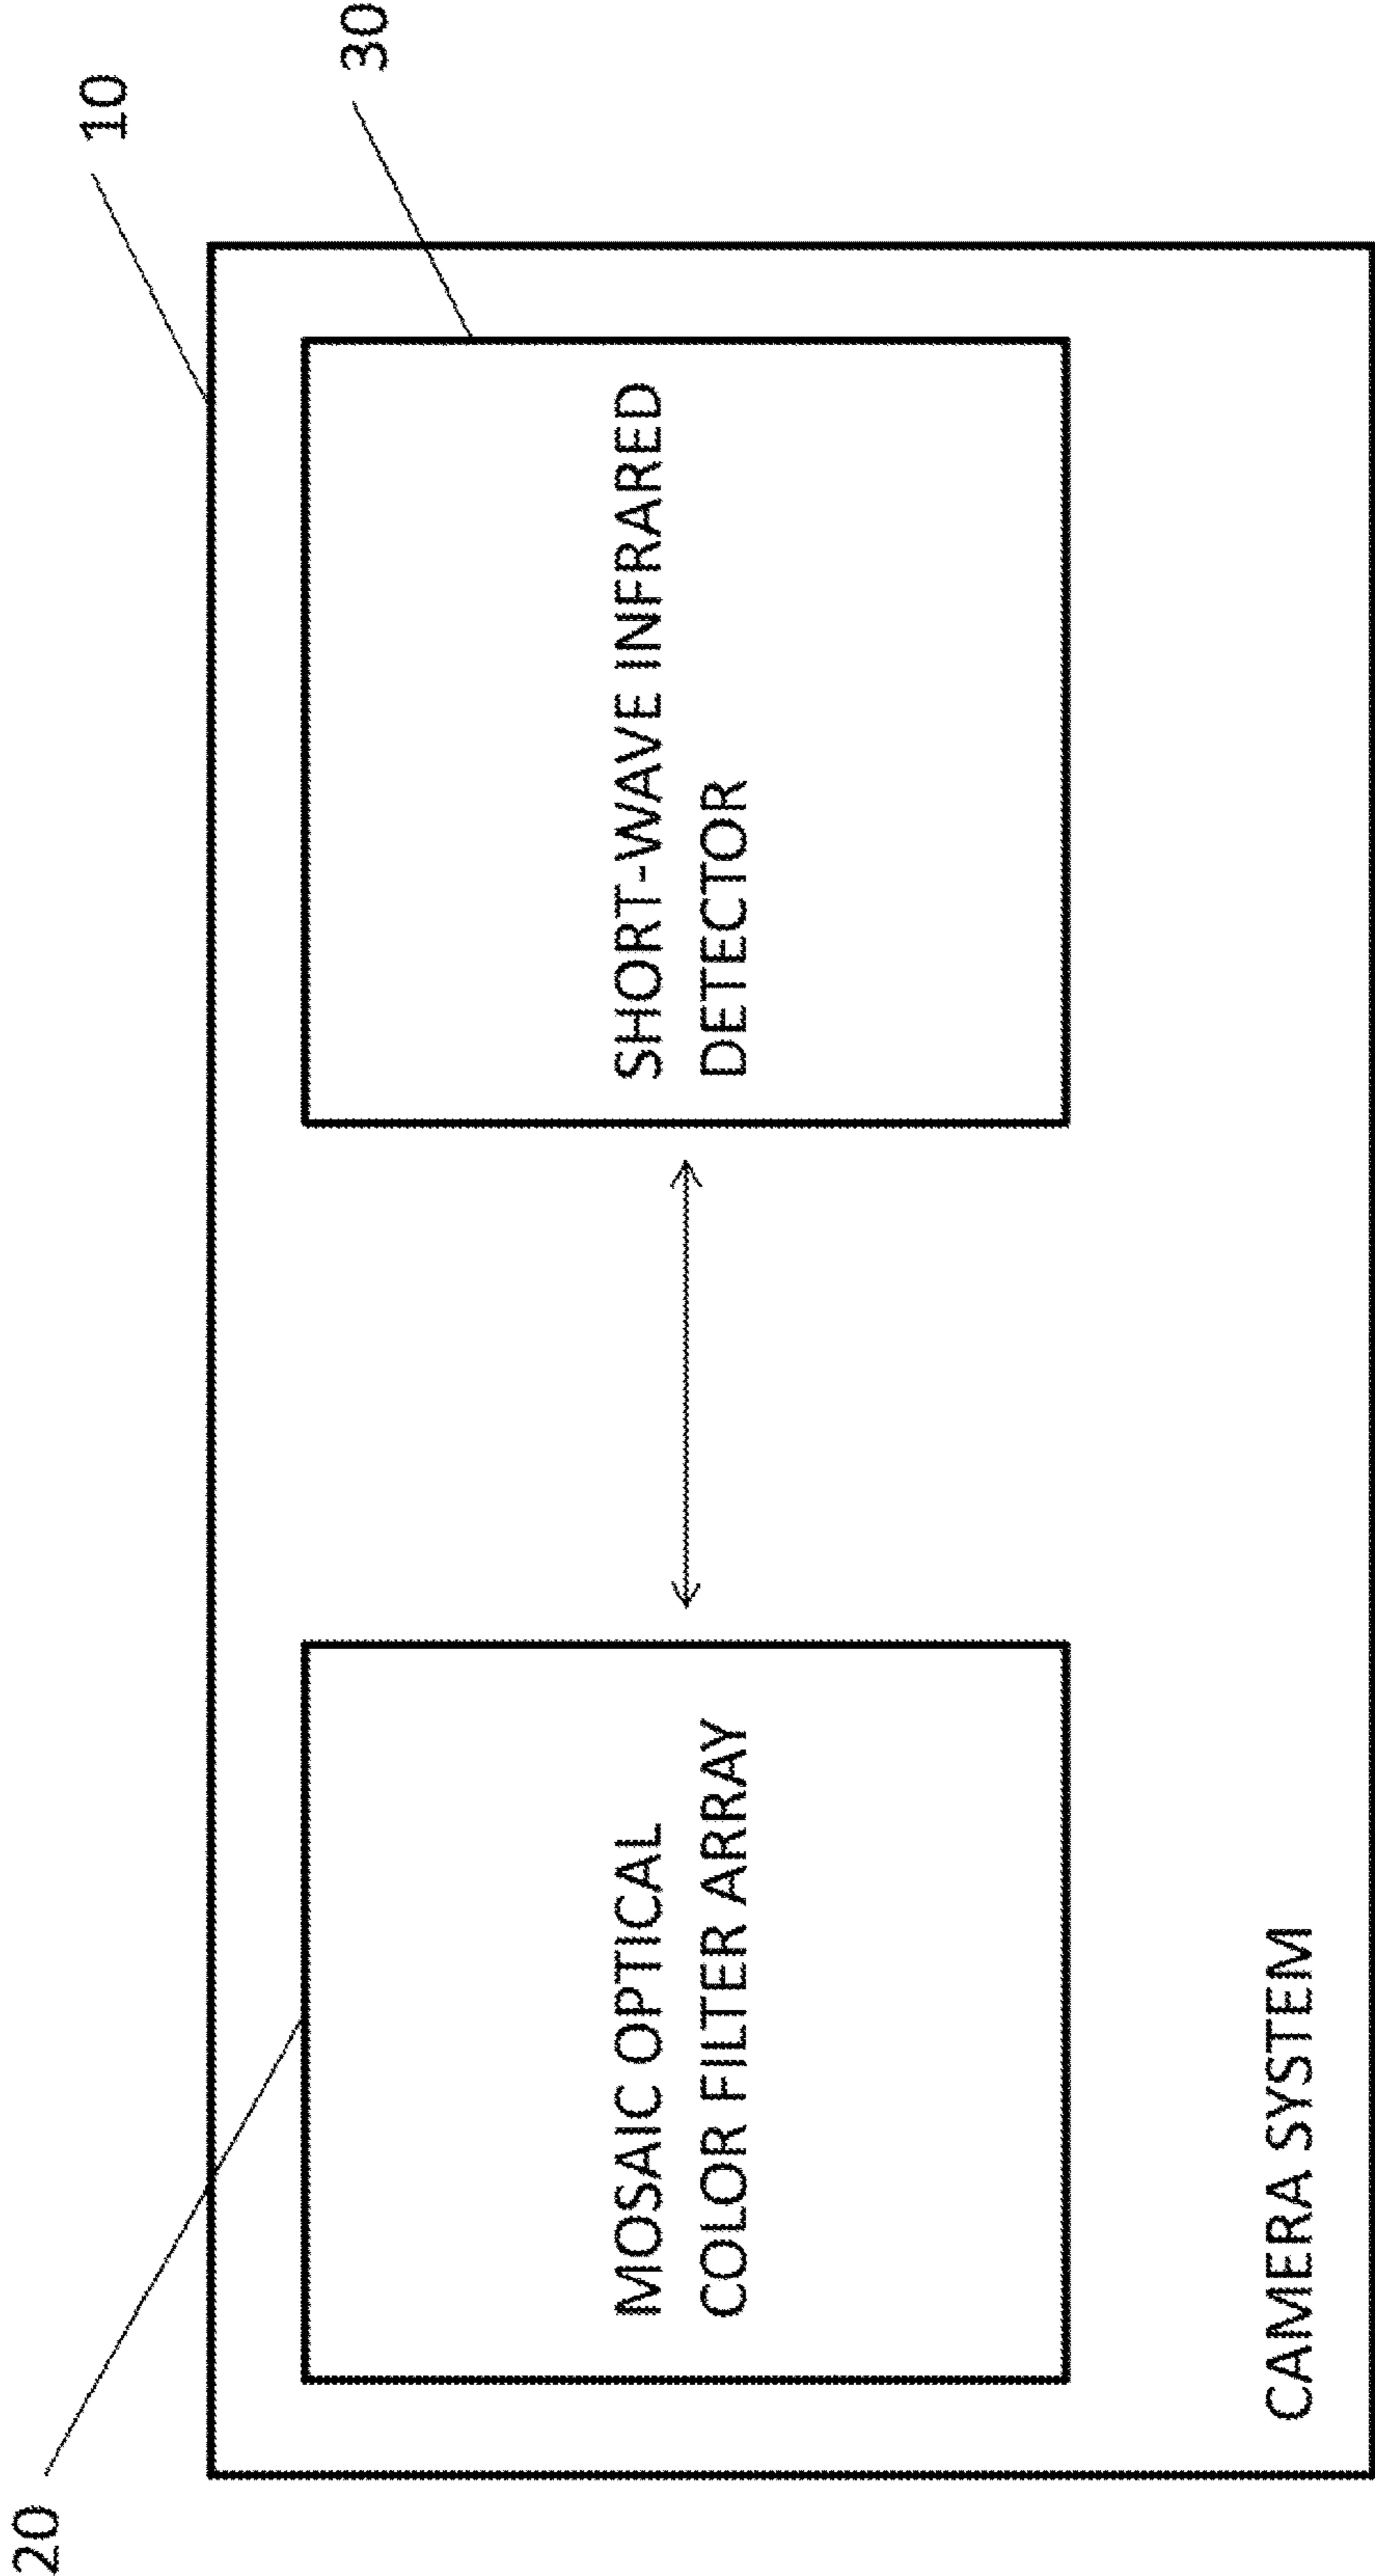 10
30
20
MOSAIC OPTICAL
COLOR FILTER ARRAY
SHORT-WAVE INFRARED
DETECTOR
CAMERA SYSTEM